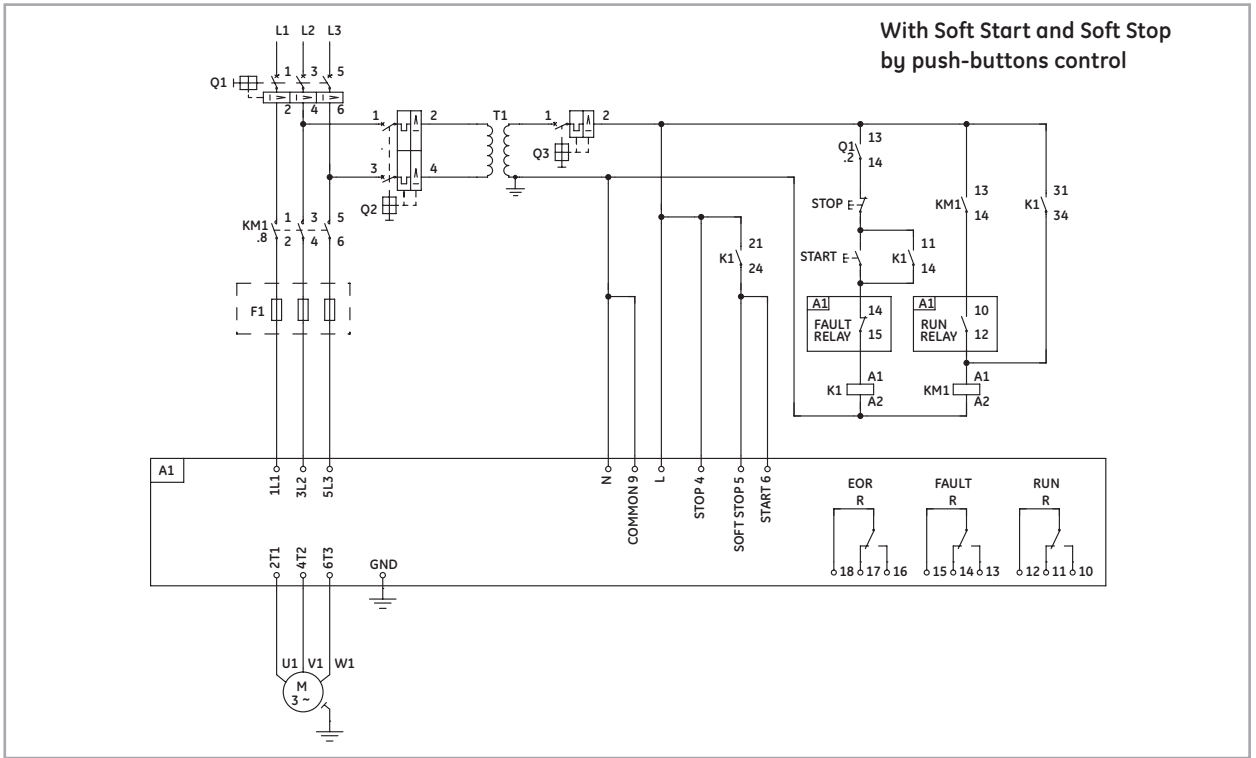 With Soft Start and Soft Stop
by push-buttons control
L1 L2 L3
Q1
1 3 5
2 4 6
1 2
3 4
Q2
T1
1 2
Q3
KM1
.8
1 3 5
2 4 6
F1
Q1
.2
13
14
STOP E
START E
K1
11
14
KM1
13
14
K1
31
34
K1
21
24
A1
FAULT
RELAY
14
15
A1
RUN
RELAY
10
12
K1
A1
A2
KM1
A1
A2
A1
1L1
3L2
5L3
N
COMMON 9
L
STOP 4
SOFT STOP 5
START 6
EOR
R
18 17 16
FAULT
R
15 14 13
RUN
R
12 11 10
2T1
4T2
6T3
GND
U1 V1 W1
M
3 ~